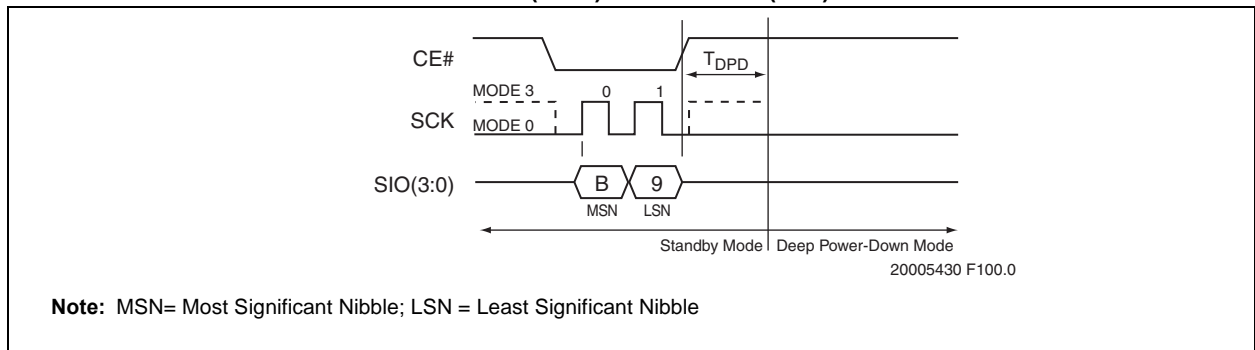 CE#
T_DPD
MODE 3
0 1
SCK
MODE 0
SIO(3:0)
B 9
MSN LSN
Standby Mode Deep Power-Down Mode
20005430 F100.0
Note: MSN= Most Significant Nibble; LSN = Least Significant Nibble